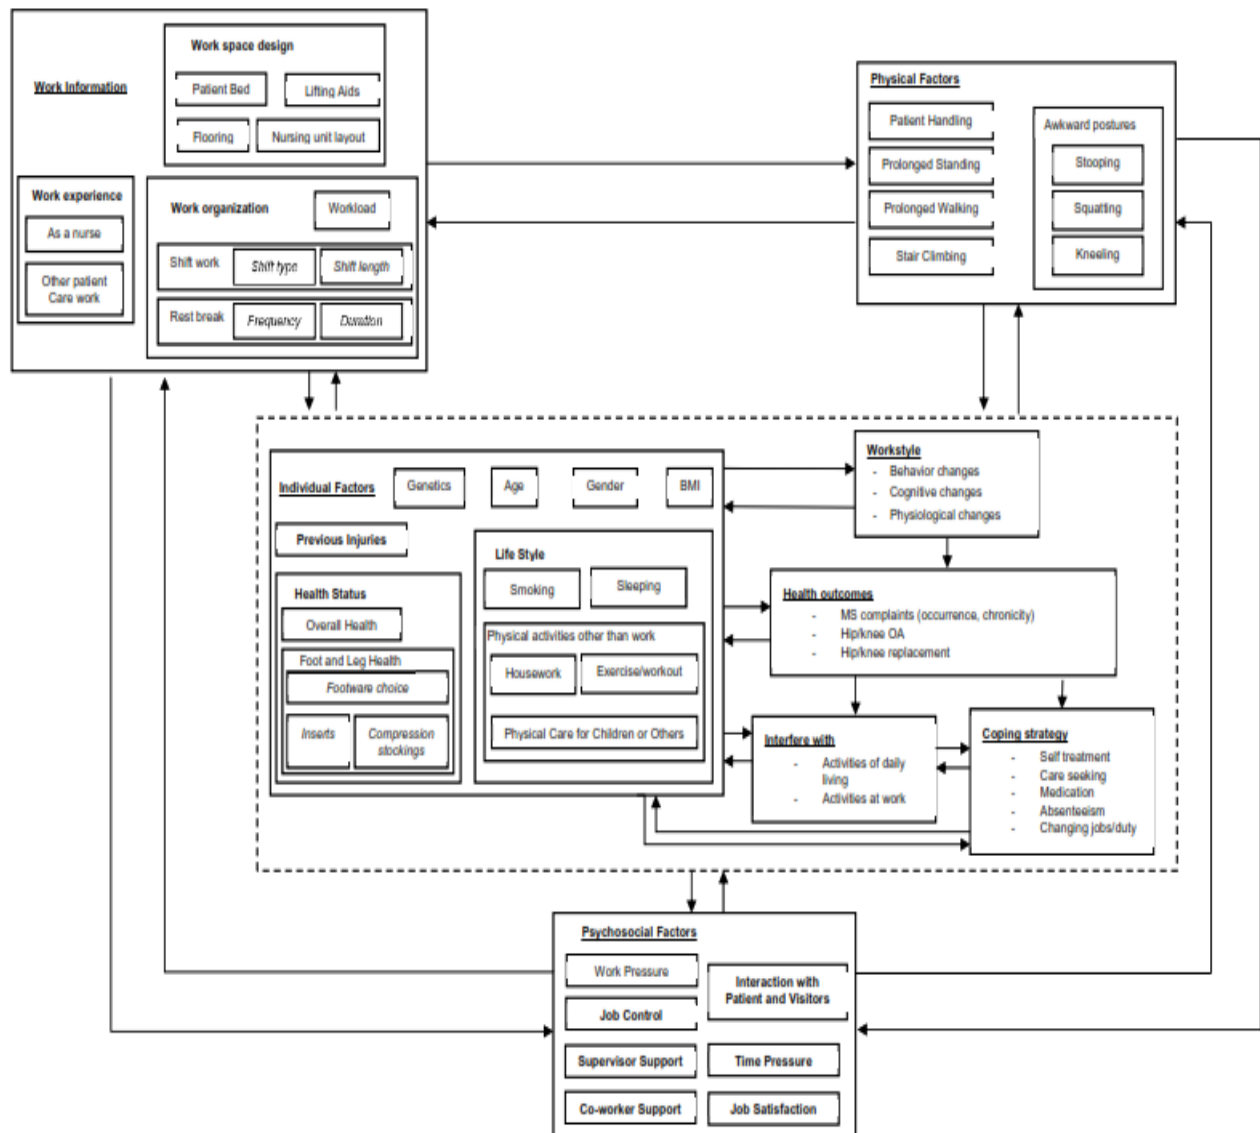 Work Information
Work space design
Patient Bed
Lifting Aids
Flooring
Nursing unit layout
Work experience
As a nurse
Other patient
Care work
Work organization
Workload
Shift work
Shift type
Shift length
Rest break
Frequency
Duration
Physical Factors
Patient Handling
Prolonged Standing
Prolonged Walking
Stair Climbing
Awkward postures
Stooping
Squatting
Kneeling
Individual Factors
Genetics
Age
Gender
BMI
Previous Injuries
Health Status
Overall Health
Foot and Leg Health
Footware choice
Inserts
Compression
stockings
Life Style
Smoking
Sleeping
Physical activities other than work
Housework
Exercise/workout
Physical Care for Children or Others
Workstyle
- Behavior changes
- Cognitive changes
- Physiological changes
Health outcomes
- MS complaints (occurrence, chronicity)
- Hip/knee OA
- Hip/knee replacement
Interfere with
- Activities of daily
living
- Activities at work
Coping strategy
- Self treatment
- Care seeking
- Medication
- Absenteeism
- Changing jobs/duty
Psychosocial Factors
Work Pressure
Interaction with
Patient and Visitors
Job Control
Supervisor Support
Time Pressure
Co-worker Support
Job Satisfaction